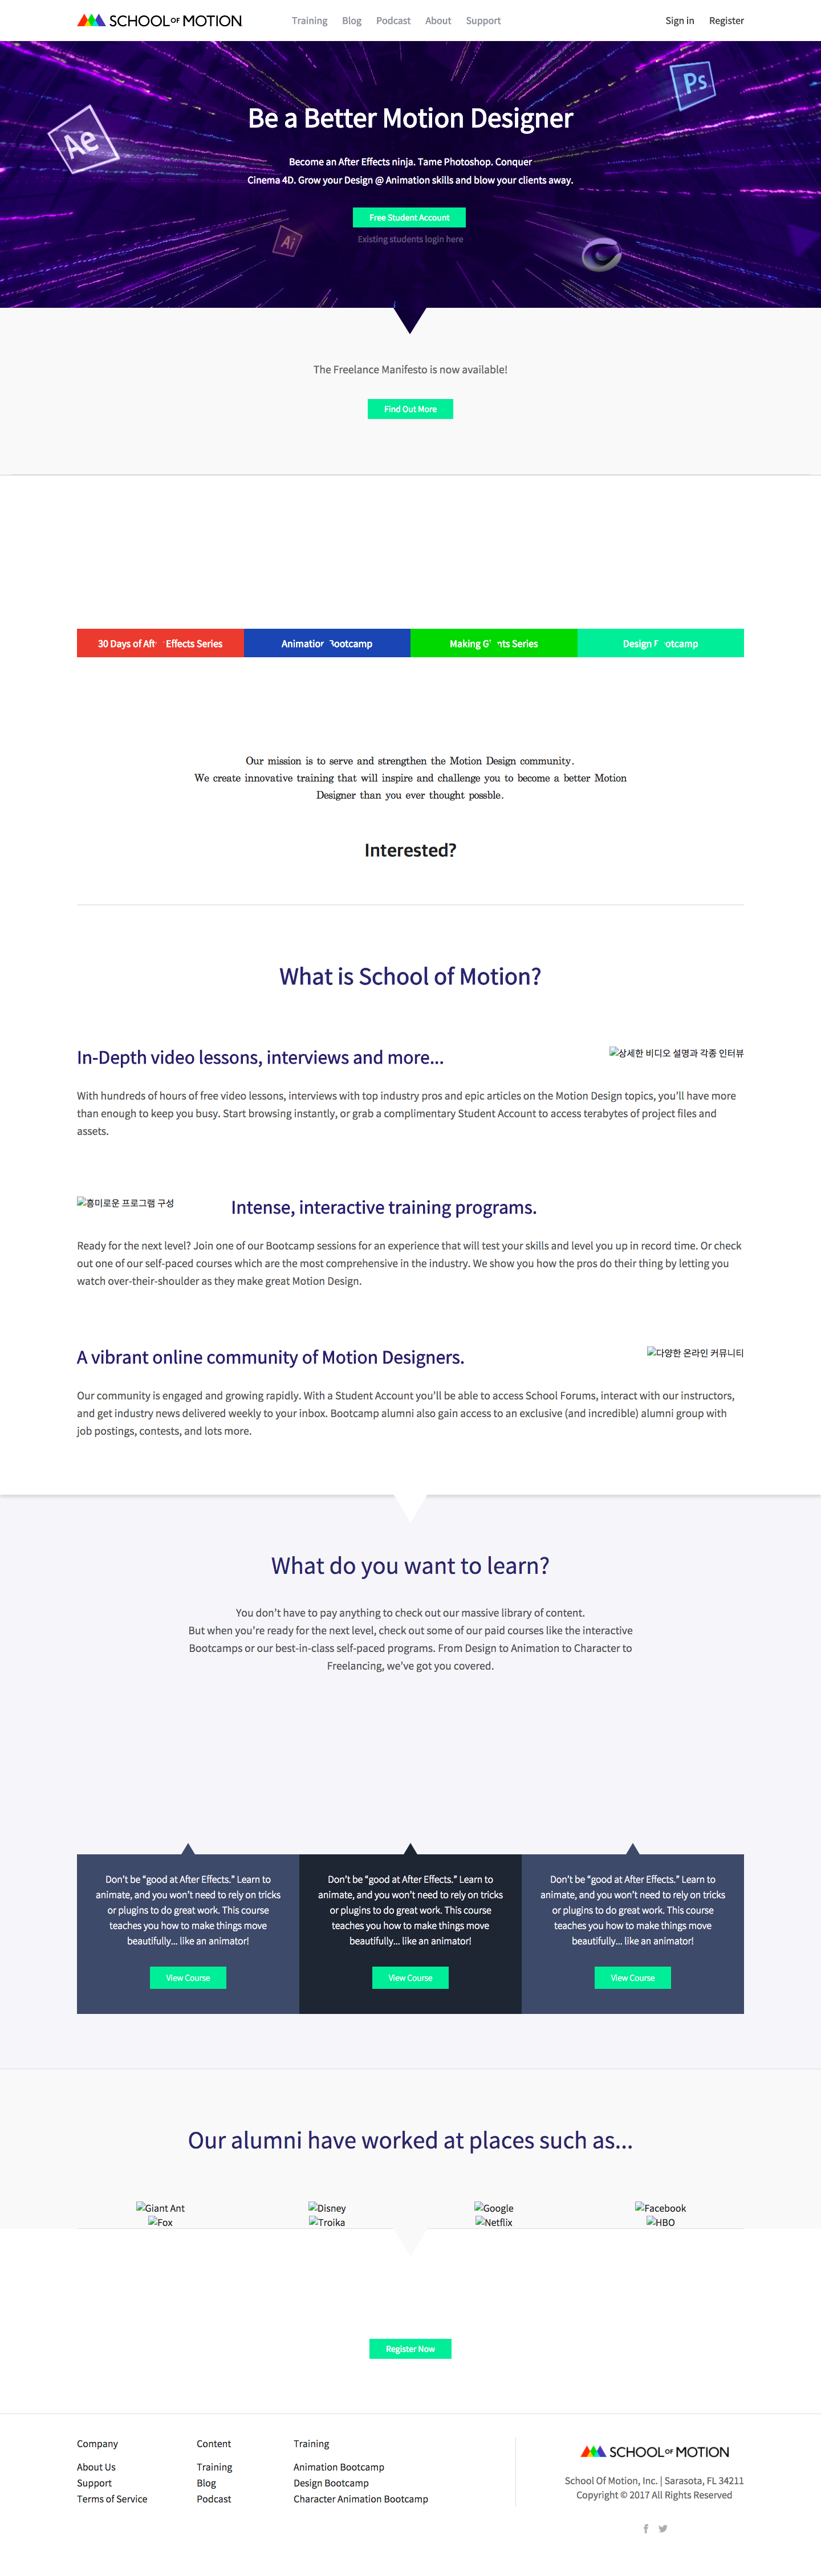 SCHOOL OF MOTION
Training Blog Podcast About Support
Sign in Register
Ae
Ps
Be a Better Motion Designer
Become an After Effects ninja. Tame Photoshop. Conquer
Cinema 4D. Grow your Design @ Animation skills and blow your clients away.
Free Student Account
Existing students login here
Ai
The Freelance Manifesto is now available!
Find Out More
30 Days of After Effects Series
Animation Bootcamp
Making Series
Design Bootcamp
Our mission is to serve and strengthen the Motion Design community.
We create innovative training that will inspire and challenge you to become a better Motion
Designer than you ever thought possble.
Interested?
What is School of Motion?
In-Depth video lessons, interviews and more...
상세한 비디오 설명과 각종 인터뷰
With hundreds of hours of free video lessons, interviews with top industry pros and epic articles on the Motion Design topics, you’ll have more
than enough to keep you busy. Start browsing instantly, or grab a complimentary Student Account to access terabytes of project files and
assets.
흥미로운 프로그램 구성
Intense, interactive training programs.
Ready for the next level? Join one of our Bootcamp sessions for an experience that will test your skills and level you up in record time. Or check
out one of our self-paced courses which are the most comprehensive in the industry. We show you how the pros do their thing by letting you
watch over-their-shoulder as they make great Motion Design.
A vibrant online community of Motion Designers.
다양한 온라인 커뮤니티
Our community is engaged and growing rapidly. With a Student Account you’ll be able to access School Forums, interact with our instructors,
and get industry news delivered weekly to your inbox. Bootcamp alumni also gain access to an exclusive (and incredible) alumni group with
job postings, contests, and lots more.
What do you want to learn?
You don’t have to pay anything to check out our massive library of content.
But when you’re ready for the next level, check out some of our paid courses like the interactive
Bootcamps or our best-in-class self-paced programs. From Design to Animation to Character to
Freelancing, we’ve got you covered.
Don’t be “good at After Effects.” Learn to
animate, and you won’t need to rely on tricks
or plugins to do great work. This course
teaches you how to make things move
beautifully... like an animator!
View Course
Don’t be “good at After Effects.” Learn to
animate, and you won’t need to rely on tricks
or plugins to do great work. This course
teaches you how to make things move
beautifully... like an animator!
View Course
Don’t be “good at After Effects.” Learn to
animate, and you won’t need to rely on tricks
or plugins to do great work. This course
teaches you how to make things move
beautifully... like an animator!
View Course
Our alumni have worked at places such as...
Giant Ant
Disney
Google
Facebook
Fox
Troika
Netflix
HBO
Register Now
Company
About Us
Support
Terms of Service
Content
Training
Blog
Podcast
Training
Animation Bootcamp
Design Bootcamp
Character Animation Bootcamp
SCHOOL OF MOTION
School Of Motion, Inc. | Sarasota, FL 34211
Copyright © 2017 All Rights Reserved